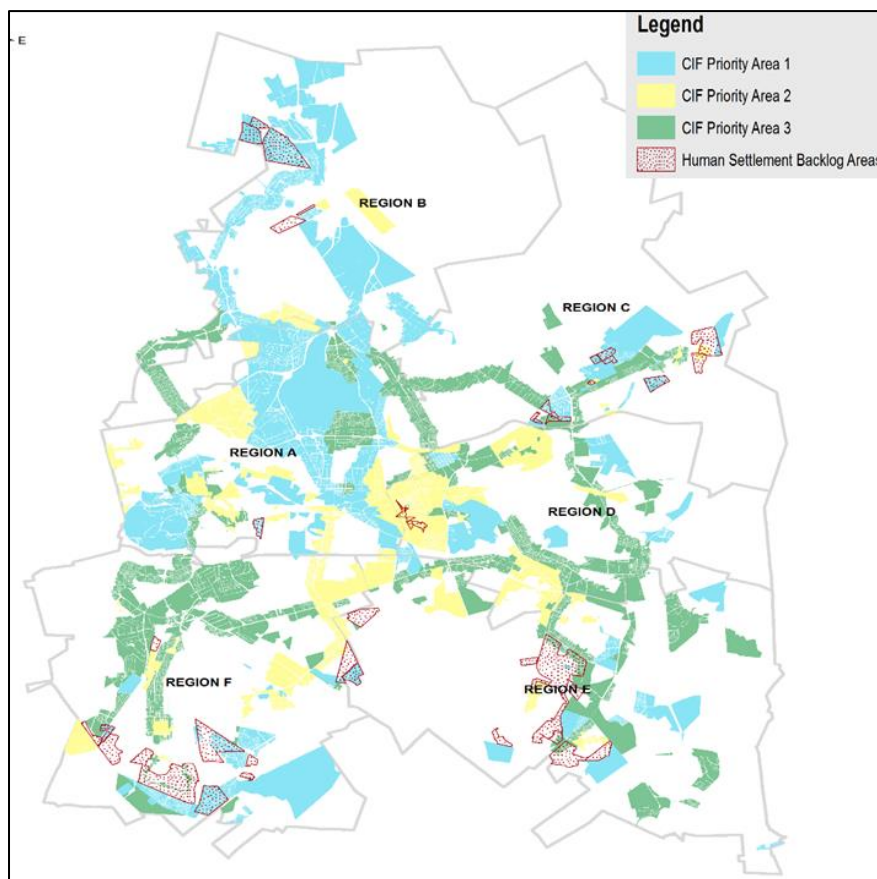 E
Legend
CIF Priority Area 1
CIF Priority Area 2
CIF Priority Area 3
Human Settlement Backlog Areas
REGION B
REGION C
REGION A
REGION D
REGION F
REGION E